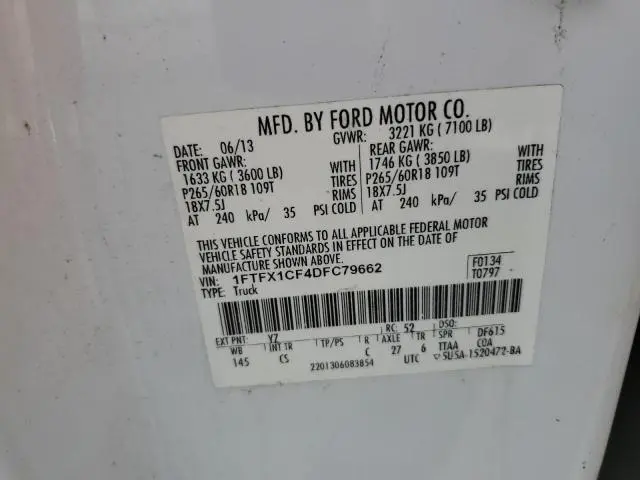 MFD. BY FORD MOTOR CO.
DATE: 06/13 GVWR: 3221 KG ( 7100 LB)
FRONT GAWR: REAR GAWR:
1633 KG ( 3600 LB) WITH 1746 KG ( 3850 LB) WITH
P265/60R18 109T TIRES P265/60R18 109T TIRES
18X7.5J RIMS 18X7.5J RIMS
AT 240 kPa/ 35 PSI COLD AT 240 kPa/ 35 PSI COLD
THIS VEHICLE CONFORMS TO ALL APPLICABLE FEDERAL MOTOR
VEHICLE SAFETY STANDARDS IN EFFECT ON THE DATE OF
MANUFACTURE SHOWN ABOVE.
VIN: 1FTFX1CF4DFC79662 F0134
TYPE: Truck T0797
EXT PNT: YZ RC: 52 DSO:
WB INT TR TP/PS R AXLE TR SPR DF615
145 CS C 27 6 TTAA COA
2201306083854 UTC ▽5U5A-1520472-BA